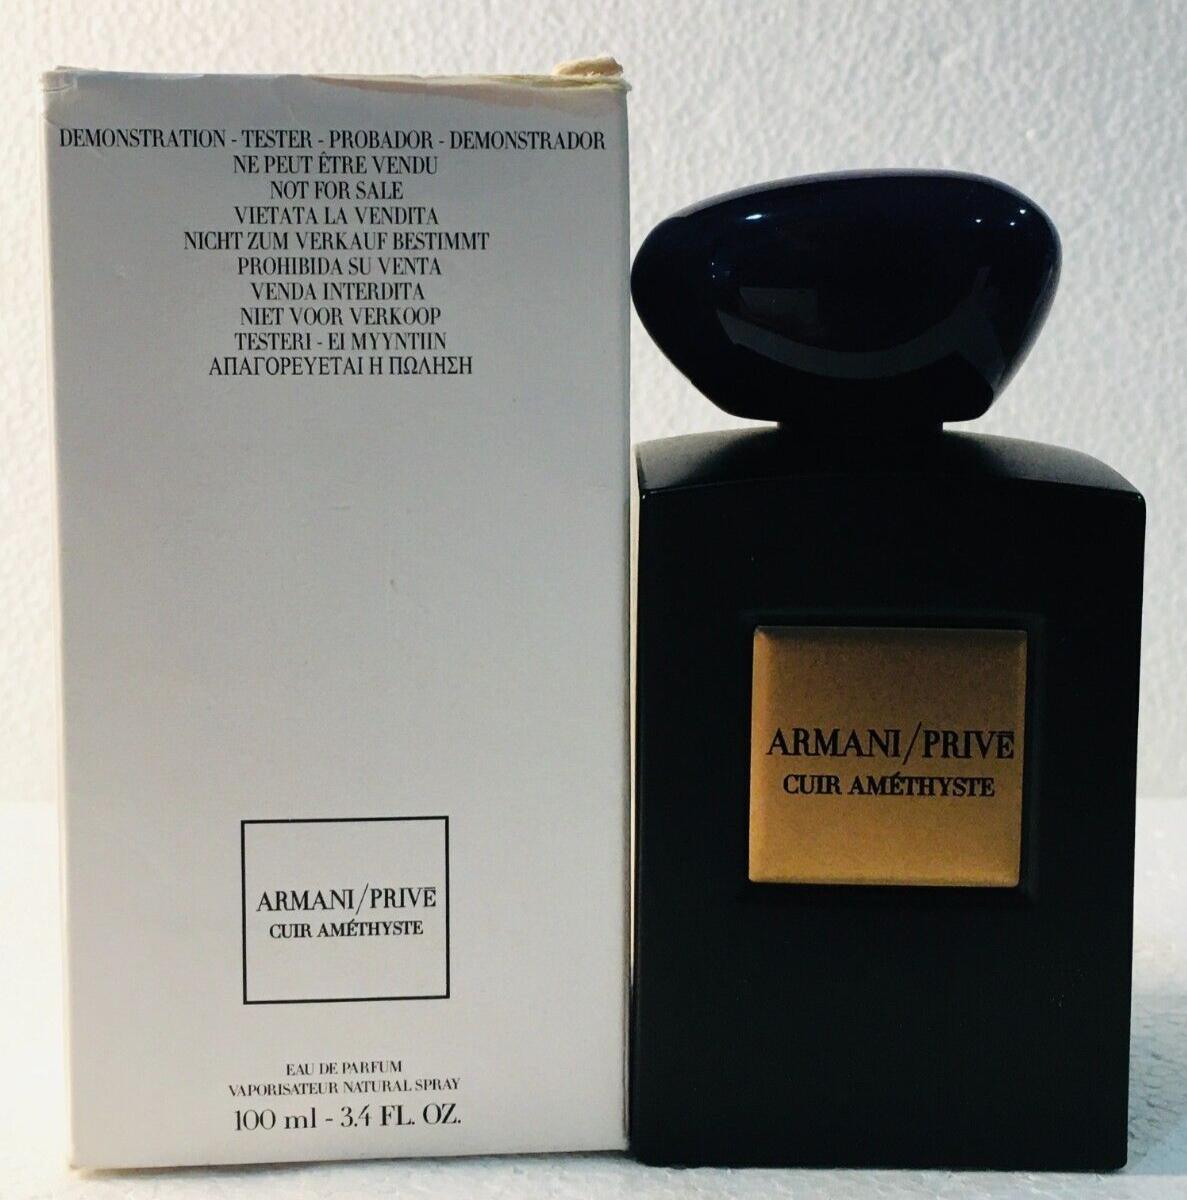 DEMONSTRATION - TESTER - PROBADOR - DEMONSTRADOR
NE PEUT ÊTRE VENDU
NOT FOR SALE
VIETATA LA VENDITA
NICHT ZUM VERKAUF BESTIMMT
PROHIBIDA SU VENTA
VENDA INTERDITA
NIET VOOR VERKOOP
TESTERI - EI MYYNTIIN
ΑΠΑΓΟΡΕΥΕΤΑΙ Η ΠΩΛΗΣΗ
ARMANI/PRIVĒ
CUIR AMÉTHYSTE
EAU DE PARFUM
VAPORISATEUR NATURAL SPRAY
100 ml - 3.4 FL. OZ.
ARMANI/PRIVĒ
CUIR AMÉTHYSTE